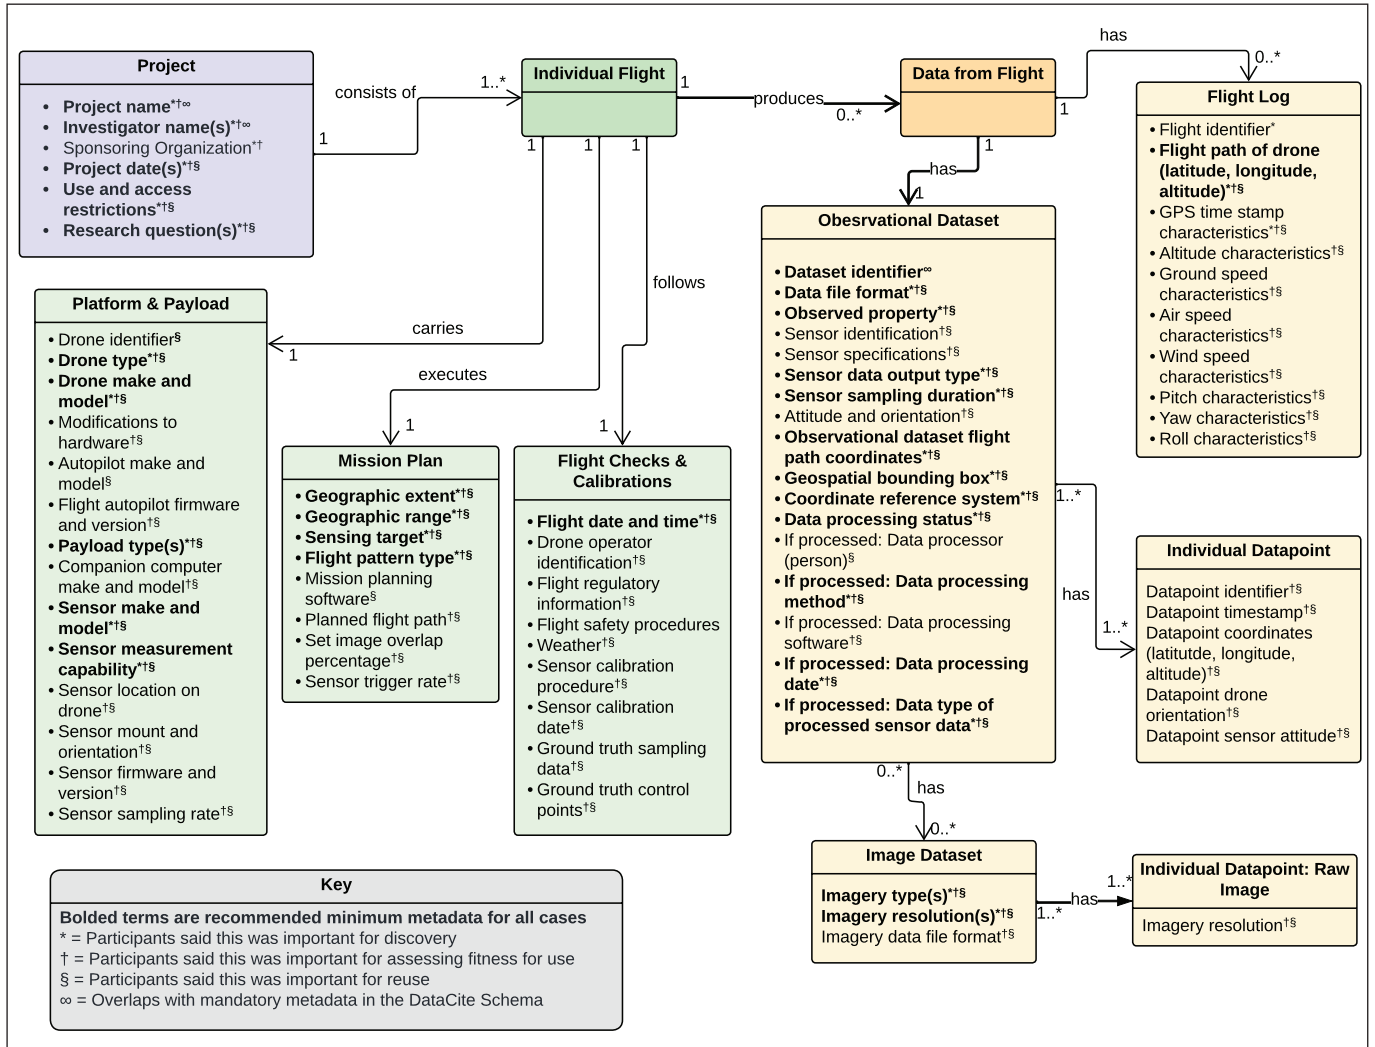 Project
• Project name*†∞
• Investigator name(s)*†∞
• Sponsoring Organization*†
• Project date(s)*†§
• Use and access
restrictions*†§
• Research question(s)*†§
consists of
1
1..*
Individual Flight
1
produces
0..*
Data from Flight
1
has
0..*
1
has
1
Flight Log
• Flight identifier*
• Flight path of drone
(latitude, longitude,
altitude)*†§
• GPS time stamp
characteristics*†§
• Altitude characteristics†§
• Ground speed
characteristics†§
• Air speed
characteristics†§
• Wind speed
characteristics†§
• Pitch characteristics†§
• Yaw characteristics†§
• Roll characteristics†§
1
1
1
carries
1
executes
1
follows
1
Platform & Payload
• Drone identifier§
• Drone type*†§
• Drone make and
model*†§
• Modifications to
hardware†§
• Autopilot make and
model§
• Flight autopilot firmware
and version†§
• Payload type(s)*†§
• Companion computer
make and model†§
• Sensor make and
model*†§
• Sensor measurement
capability*†§
• Sensor location on
drone†§
• Sensor mount and
orientation†§
• Sensor firmware and
version†§
• Sensor sampling rate†§
Mission Plan
• Geographic extent*†§
• Geographic range*†§
• Sensing target*†§
• Flight pattern type*†§
• Mission planning
software§
• Planned flight path†§
• Set image overlap
percentage†§
• Sensor trigger rate†§
Flight Checks &
Calibrations
• Flight date and time*†§
• Drone operator
identification†§
• Flight regulatory
information†§
• Flight safety procedures
• Weather†§
• Sensor calibration
procedure†§
• Sensor calibration
date†§
• Ground truth sampling
data†§
• Ground truth control
points†§
Obesrvational Dataset
• Dataset identifier∞
• Data file format*†§
• Observed property*†§
• Sensor identification†§
• Sensor specifications†§
• Sensor data output type*†§
• Sensor sampling duration*†§
• Attitude and orientation†§
• Observational dataset flight
path coordinates*†§
• Geospatial bounding box*†§
• Coordinate reference system*†§
• Data processing status*†§
• If processed: Data processor
(person)§
• If processed: Data processing
method*†§
• If processed: Data processing
software†§
• If processed: Data processing
date*†§
• If processed: Data type of
processed sensor data*†§
1..*
has
1..*
Individual Datapoint
Datapoint identifier†§
Datapoint timestamp†§
Datapoint coordinates
(latitutde, longitude,
altitude)†§
Datapoint drone
orientation†§
Datapoint sensor attitude†§
0..*
has
0..*
Image Dataset
Imagery type(s)*†§
Imagery resolution(s)*†§
Imagery data file format†§
1..*
has
1..*
Individual Datapoint: Raw
Image
Imagery resolution†§
Key
Bolded terms are recommended minimum metadata for all cases
* = Participants said this was important for discovery
† = Participants said this was important for assessing fitness for use
§ = Participants said this was important for reuse
∞ = Overlaps with mandatory metadata in the DataCite Schema